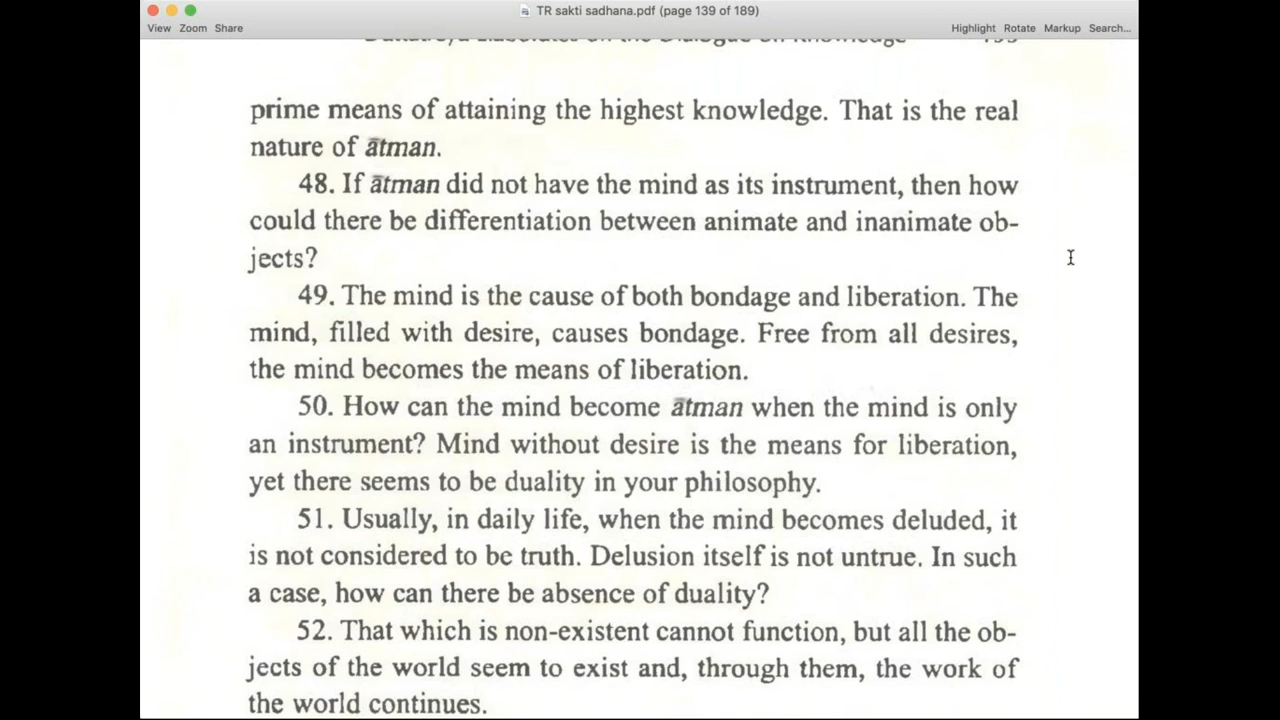 TR sakti sadhana.pdf (page 139 of 189)
View Zoom Share Highlight Rotate Markup Search...
prime means of attaining the highest knowledge. That is the real
nature of ātman.
48. If ātman did not have the mind as its instrument, then how
could there be differentiation between animate and inanimate ob-
jects?
49. The mind is the cause of both bondage and liberation. The
mind, filled with desire, causes bondage. Free from all desires,
the mind becomes the means of liberation.
50. How can the mind become ātman when the mind is only
an instrument? Mind without desire is the means for liberation,
yet there seems to be duality in your philosophy.
51. Usually, in daily life, when the mind becomes deluded, it
is not considered to be truth. Delusion itself is not untrue. In such
a case, how can there be absence of duality?
52. That which is non-existent cannot function, but all the ob-
jects of the world seem to exist and, through them, the work of
the world continues.